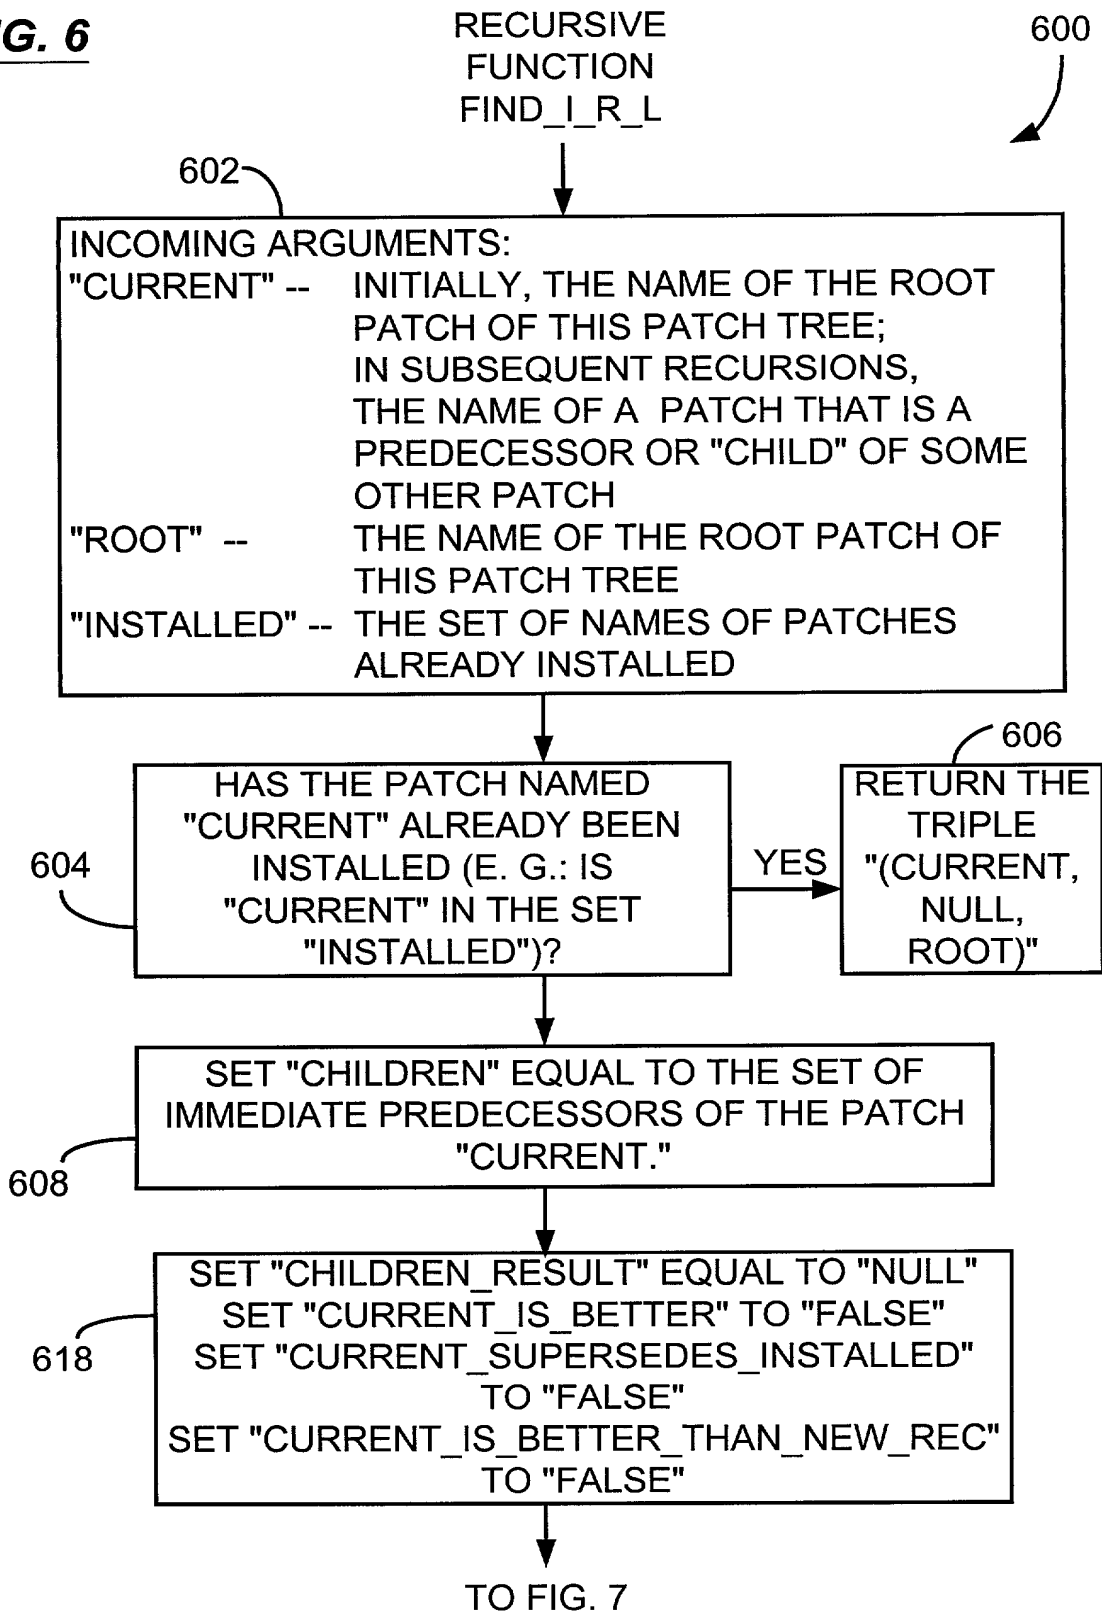 G. 6
RECURSIVE
FUNCTION
FIND_I_R_L
600
602
INCOMING ARGUMENTS:
"CURRENT" -- INITIALLY, THE NAME OF THE ROOT
PATCH OF THIS PATCH TREE;
IN SUBSEQUENT RECURSIONS,
THE NAME OF A PATCH THAT IS A
PREDECESSOR OR "CHILD" OF SOME
OTHER PATCH
"ROOT" -- THE NAME OF THE ROOT PATCH OF
THIS PATCH TREE
"INSTALLED" -- THE SET OF NAMES OF PATCHES
ALREADY INSTALLED
604
HAS THE PATCH NAMED
"CURRENT" ALREADY BEEN
INSTALLED (E. G.: IS
"CURRENT" IN THE SET
"INSTALLED")?
YES
606
RETURN THE
TRIPLE
"(CURRENT,
NULL,
ROOT)"
608
SET "CHILDREN" EQUAL TO THE SET OF
IMMEDIATE PREDECESSORS OF THE PATCH
"CURRENT."
618
SET "CHILDREN_RESULT" EQUAL TO "NULL"
SET "CURRENT_IS_BETTER" TO "FALSE"
SET "CURRENT_SUPERSEDES_INSTALLED"
TO "FALSE"
SET "CURRENT_IS_BETTER_THAN_NEW_REC"
TO "FALSE"
TO FIG. 7